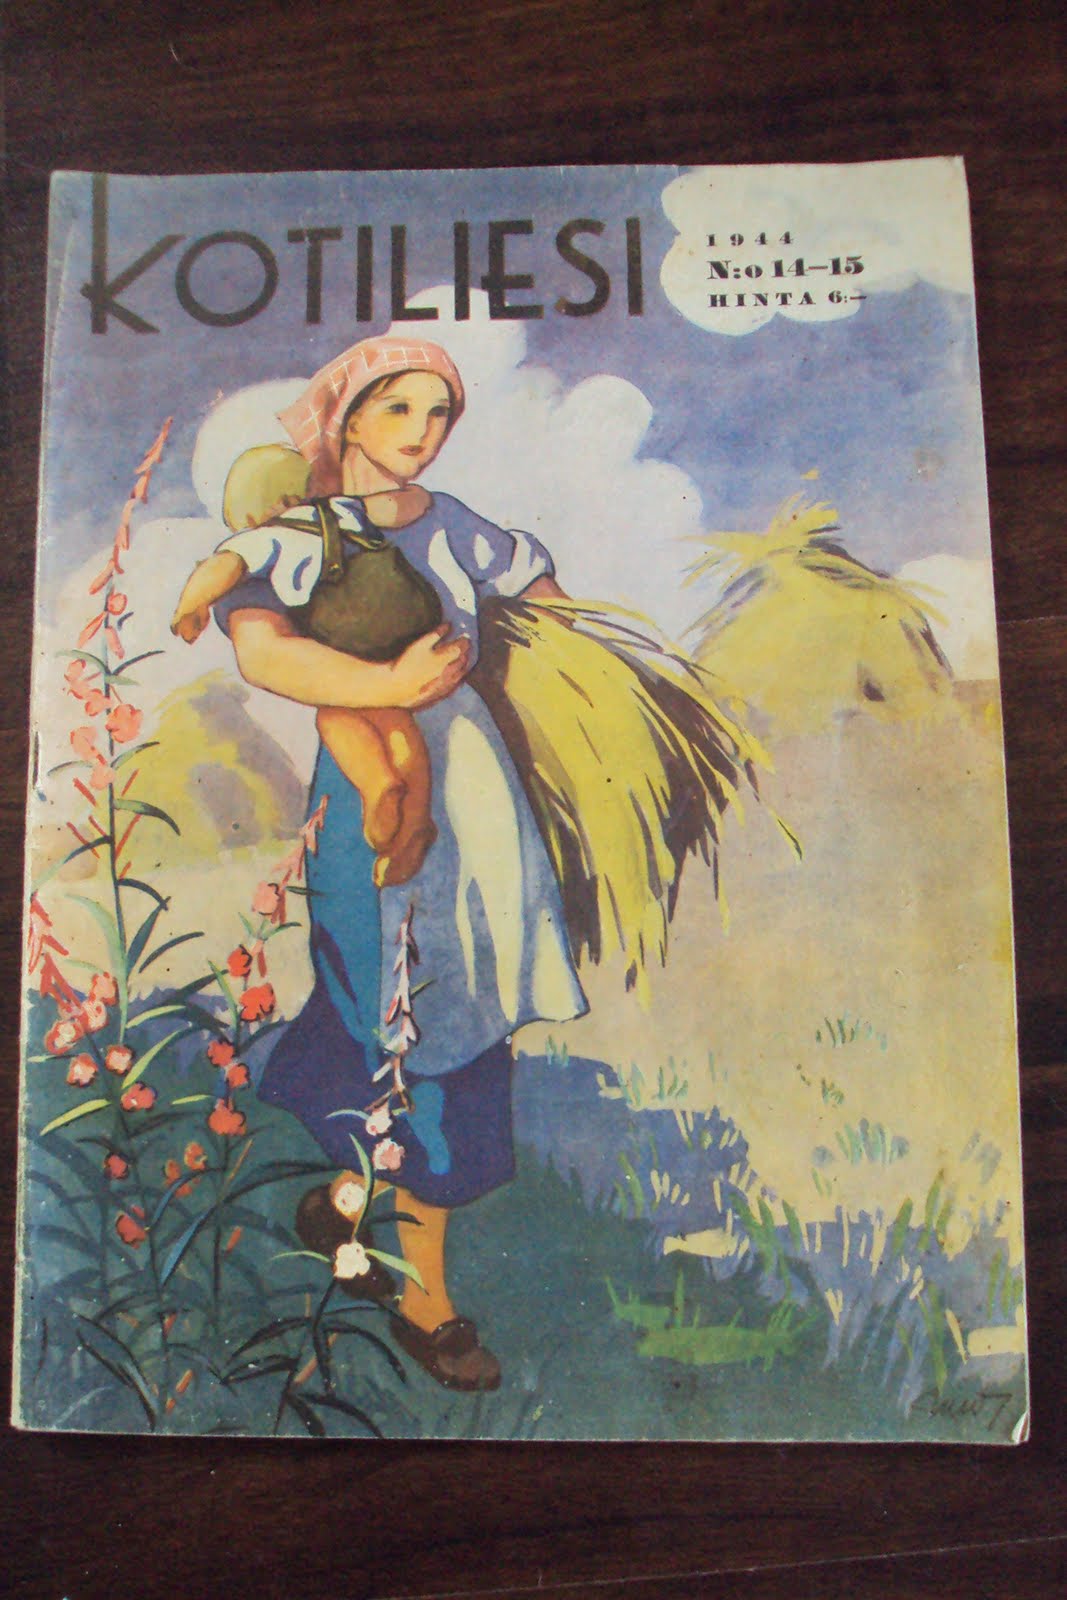 KOTILIESI
1944
N:o 14–15
HINTA 6:–